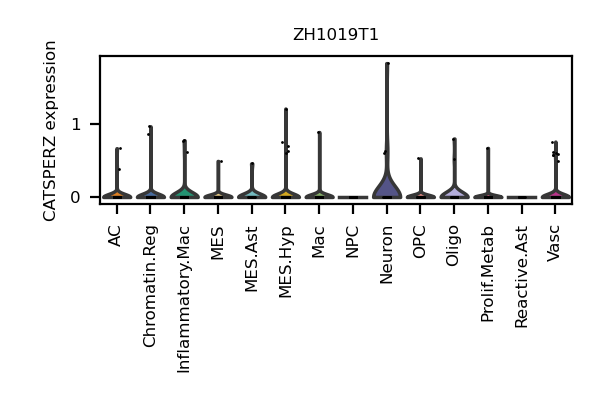 ZH1019T1
CATSPERZ expression
1
0
AC
Chromatin.Reg
Inflammatory.Mac
MES
MES.Ast
MES.Hyp
Mac
NPC
Neuron
OPC
Oligo
Prolif.Metab
Reactive.Ast
Vasc